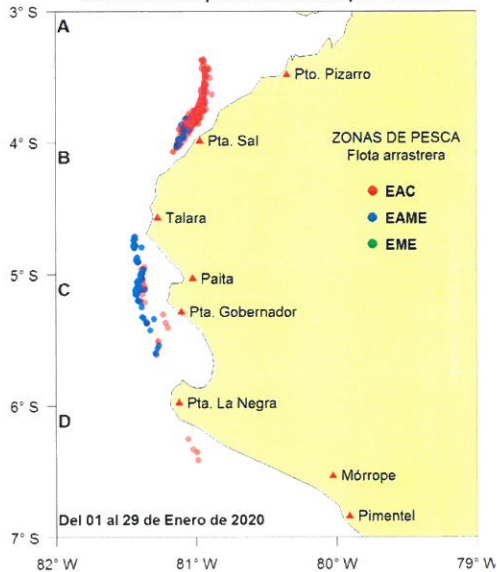 3° S
A
Pto. Pizarro
4° S
Pta. Sal
B
ZONAS DE PESCA
Flota arrastrera
EAC
EAME
EME
Talara
5° S
Paita
C
Pta. Gobernador
6° S
Pta. La Negra
D
Mórrope
Pimentel
Del 01 al 29 de Enero de 2020
7° S
82° W
81° W
80° W
79° W